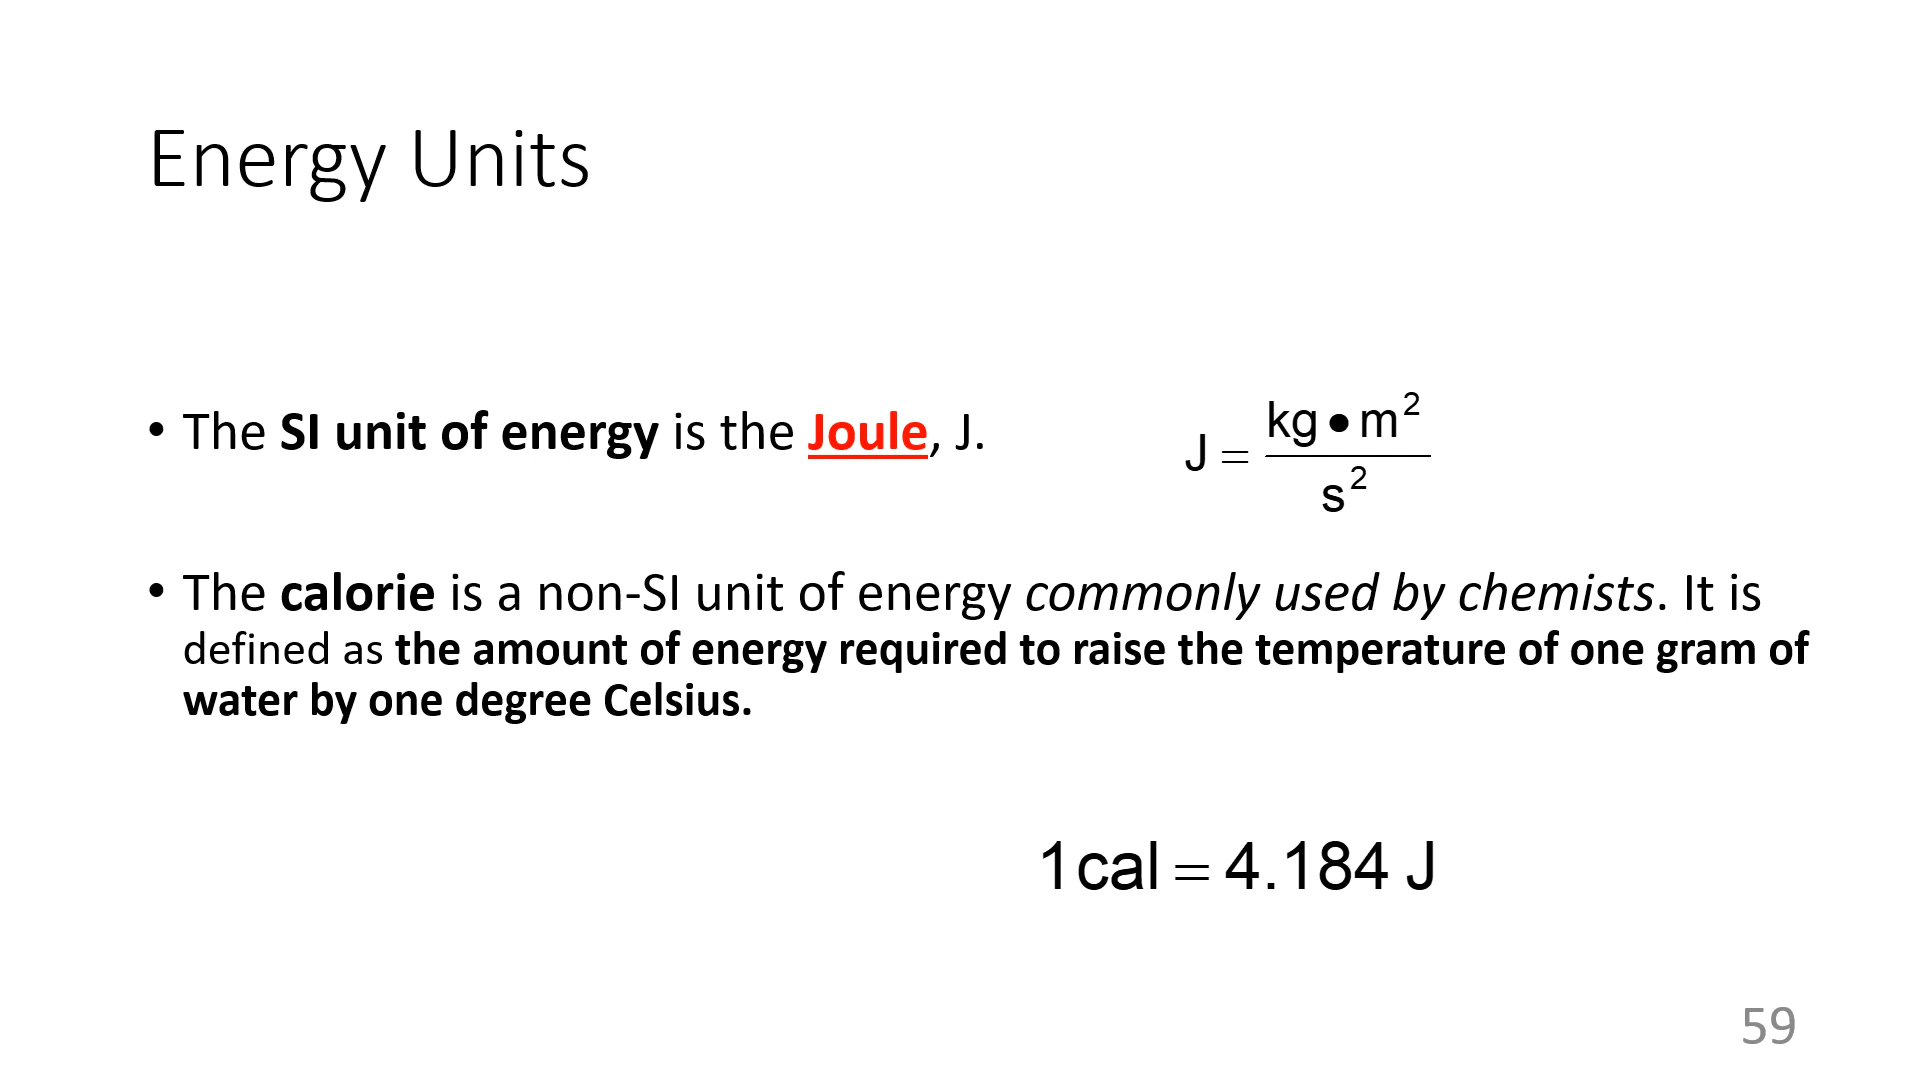 Energy Units
• The SI unit of energy is the Joule, J.
J = kg•m² / s²
• The calorie is a non-SI unit of energy commonly used by chemists. It is
defined as the amount of energy required to raise the temperature of one gram of
water by one degree Celsius.
1cal = 4.184 J
59